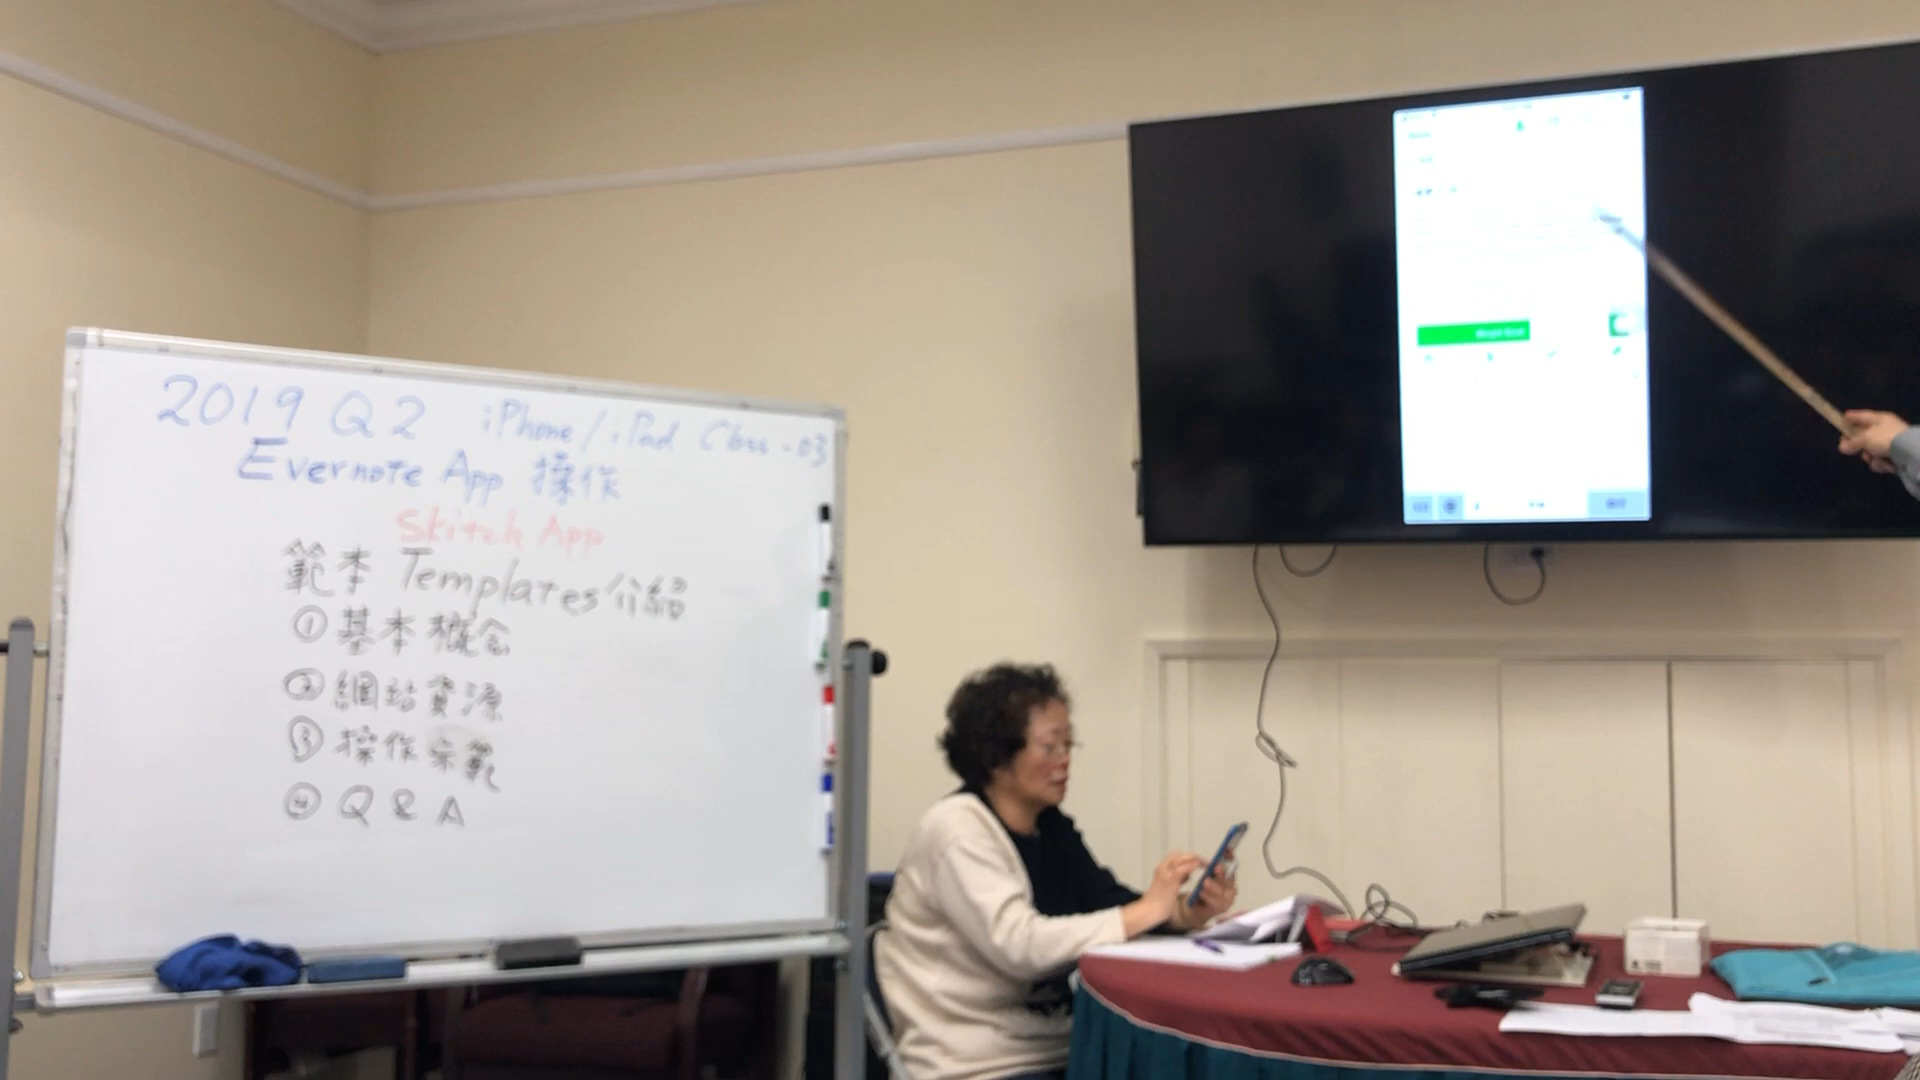 2019 Q2 iPhone/iPad Class-03
Evernote App 操作
Skitch App
範本 Templates 介紹
① 基本概念
② 網站資源
③ 操作示範
④ Q & A